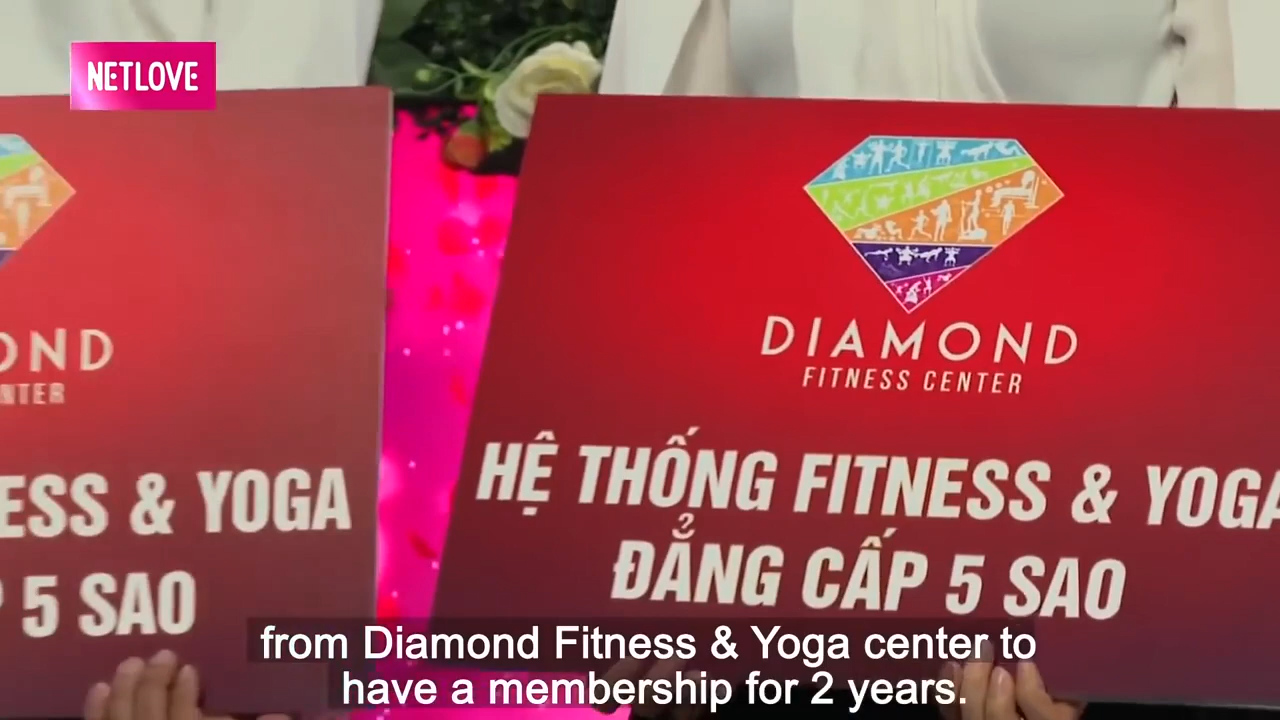 NETLOVE
OND
NTER
ESS & YOGA
P 5 SAO
DIAMOND
FITNESS CENTER
HỆ THỐNG FITNESS & YOGA
ĐẲNG CẤP 5 SAO
from Diamond Fitness & Yoga center to
have a membership for 2 years.